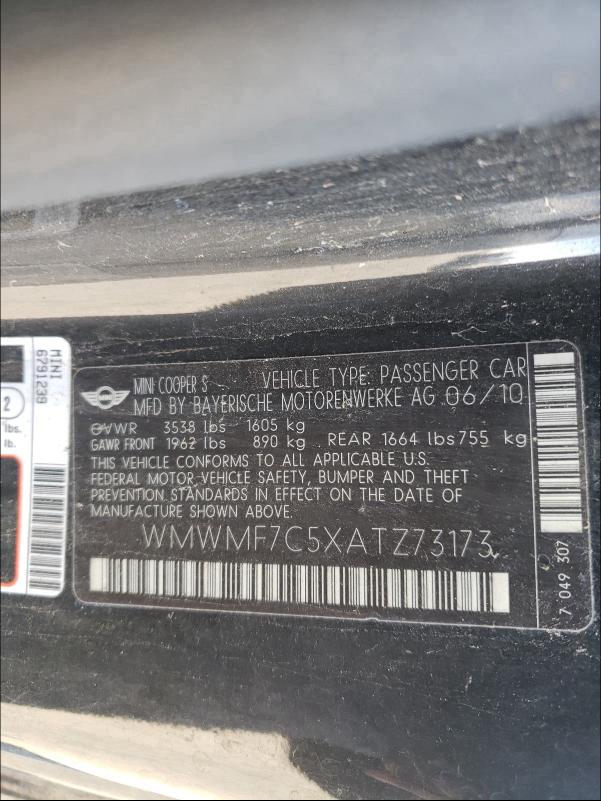 MINI
6791239
2
lbs.
lb.
MINI COOPER S VEHICLE TYPE: PASSENGER CAR
MFD BY BAYERISCHE MOTORENWERKE AG 06/10
GVWR 3538 lbs 1605 kg
GAWR FRONT 1962 lbs 890 kg REAR 1664 lbs 755 kg
THIS VEHICLE CONFORMS TO ALL APPLICABLE U.S.
FEDERAL MOTOR VEHICLE SAFETY, BUMPER AND THEFT
PREVENTION STANDARDS IN EFFECT ON THE DATE OF
MANUFACTURE SHOWN ABOVE.
WMWMF7C5XATZ73173
7 049 307